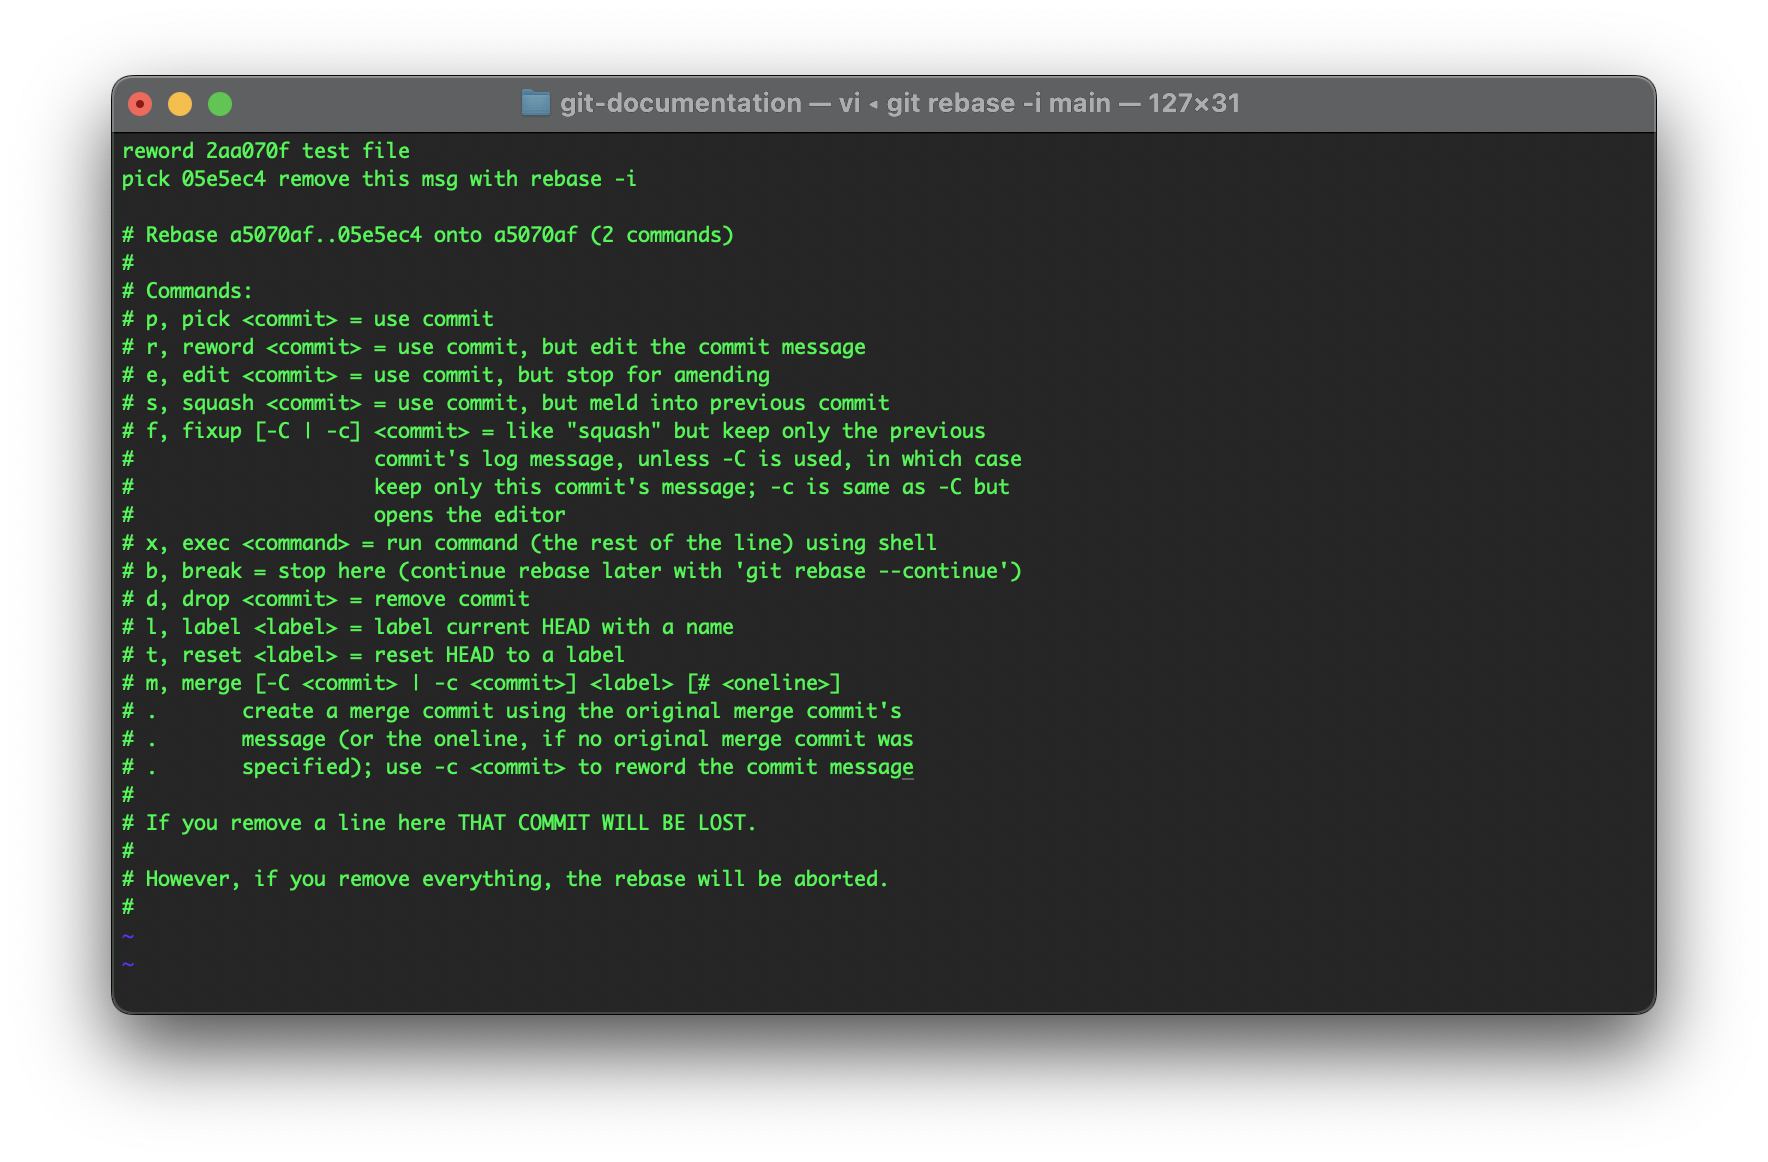 git-documentation — vi ◂ git rebase -i main — 127×31
reword 2aa070f test file
pick 05e5ec4 remove this msg with rebase -i

# Rebase a5070af..05e5ec4 onto a5070af (2 commands)
#
# Commands:
# p, pick <commit> = use commit
# r, reword <commit> = use commit, but edit the commit message
# e, edit <commit> = use commit, but stop for amending
# s, squash <commit> = use commit, but meld into previous commit
# f, fixup [-C | -c] <commit> = like "squash" but keep only the previous
#                    commit's log message, unless -C is used, in which case
#                    keep only this commit's message; -c is same as -C but
#                    opens the editor
# x, exec <command> = run command (the rest of the line) using shell
# b, break = stop here (continue rebase later with 'git rebase --continue')
# d, drop <commit> = remove commit
# l, label <label> = label current HEAD with a name
# t, reset <label> = reset HEAD to a label
# m, merge [-C <commit> | -c <commit>] <label> [# <oneline>]
# .       create a merge commit using the original merge commit's
# .       message (or the oneline, if no original merge commit was
# .       specified); use -c <commit> to reword the commit message
#
# If you remove a line here THAT COMMIT WILL BE LOST.
#
# However, if you remove everything, the rebase will be aborted.
#
~
~